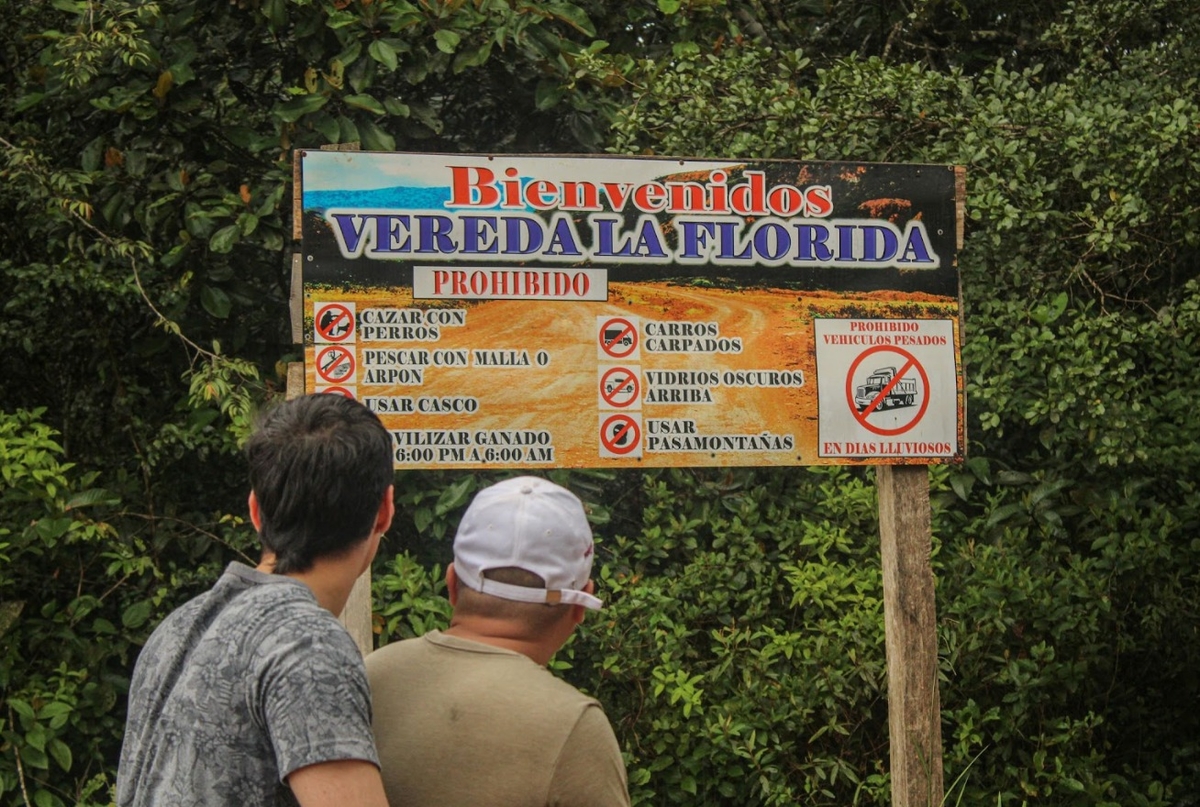 Bienvenidos
VEREDA LA FLORIDA
PROHIBIDO
CAZAR CON
PERROS
PESCAR CON MALLA O
ARPON
USAR CASCO
VILIZAR GANADO
6:00 PM A 6:00 AM
CARROS
CARPADOS
VIDRIOS OSCUROS
ARRIBA
USAR
PASAMONTAÑAS
PROHIBIDO
VEHICULOS PESADOS
EN DIAS LLUVIOSOS